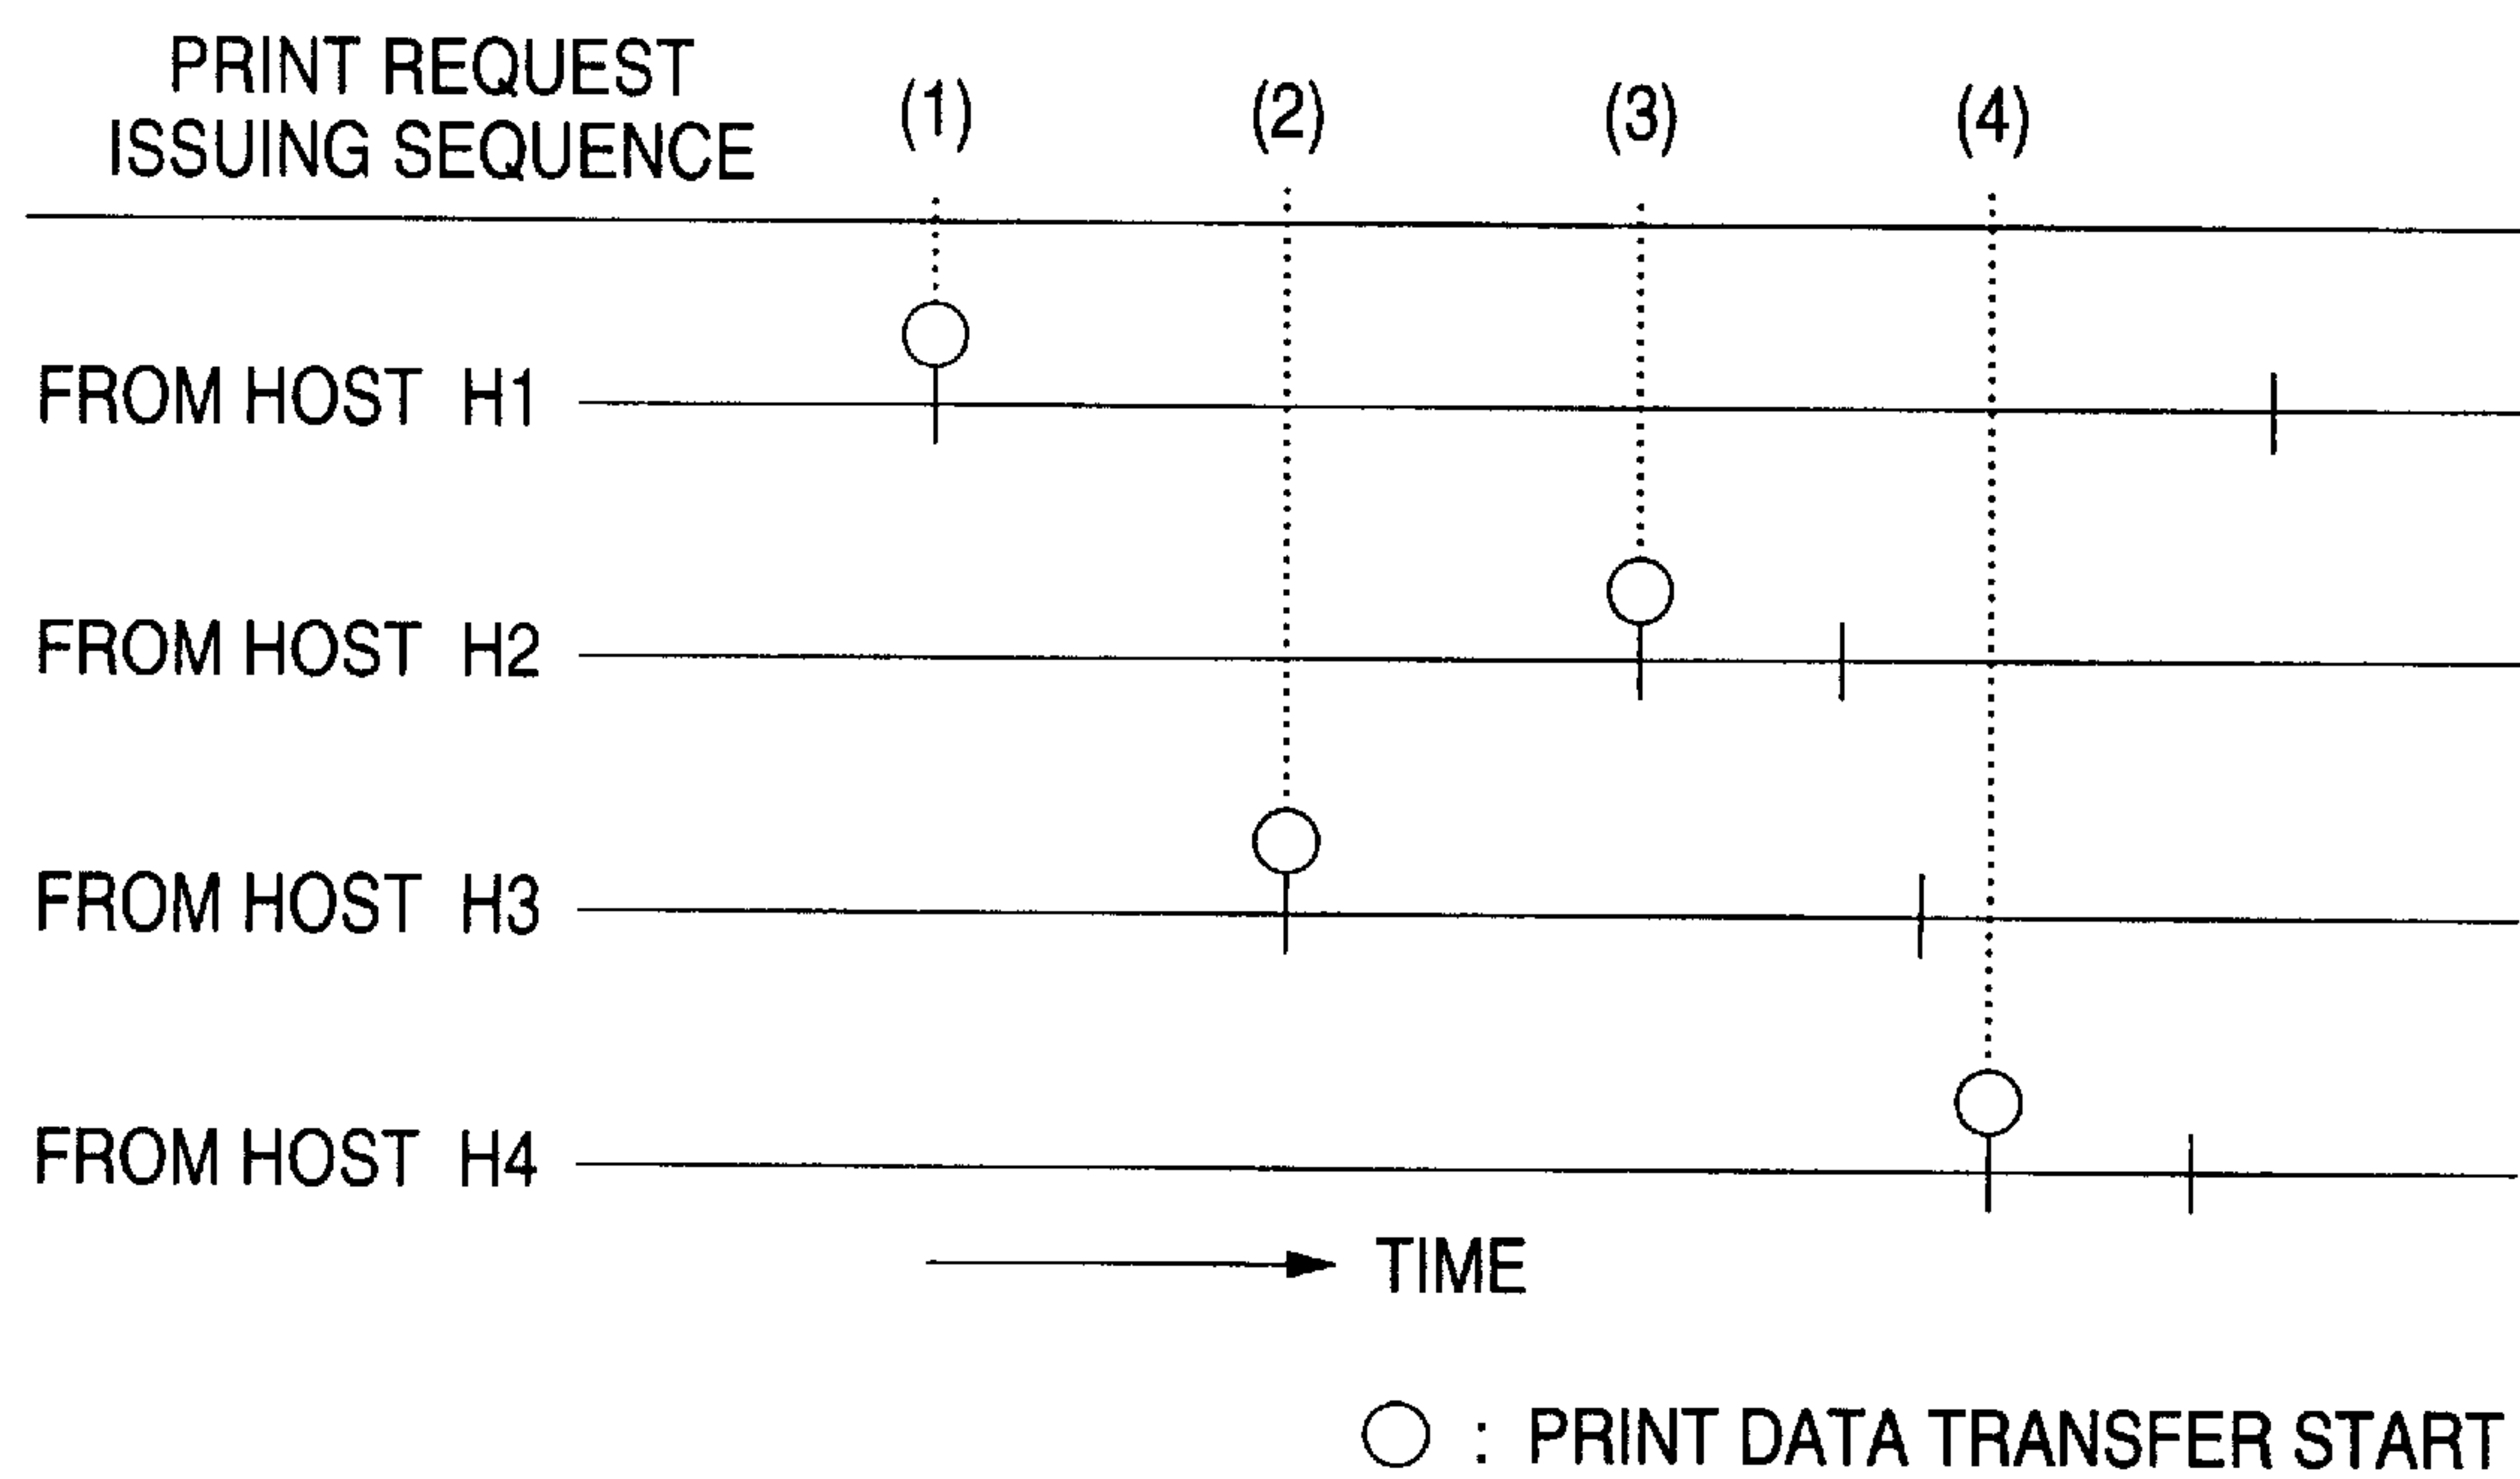 PRINT REQUEST
ISSUING SEQUENCE
(1) (2) (3) (4)
FROM HOST H1
FROM HOST H2
FROM HOST H3
FROM HOST H4
TIME
: PRINT DATA TRANSFER START